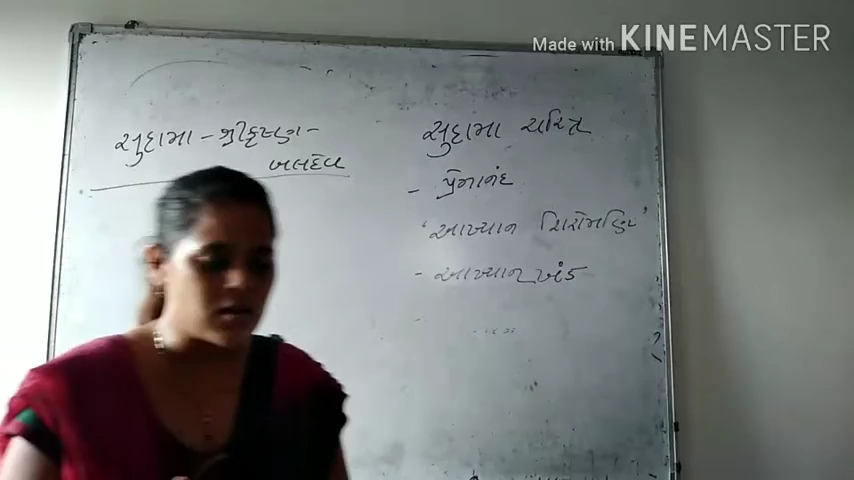 Made with KINEMASTER
સુદામા - શ્રીકૃષ્ણ -
બલદેવ
સુદામા ચરિત્ર
- પ્રેમાનંદ
'આખ્યાન શિરોમણિ'
- આખ્યાન ખંડ